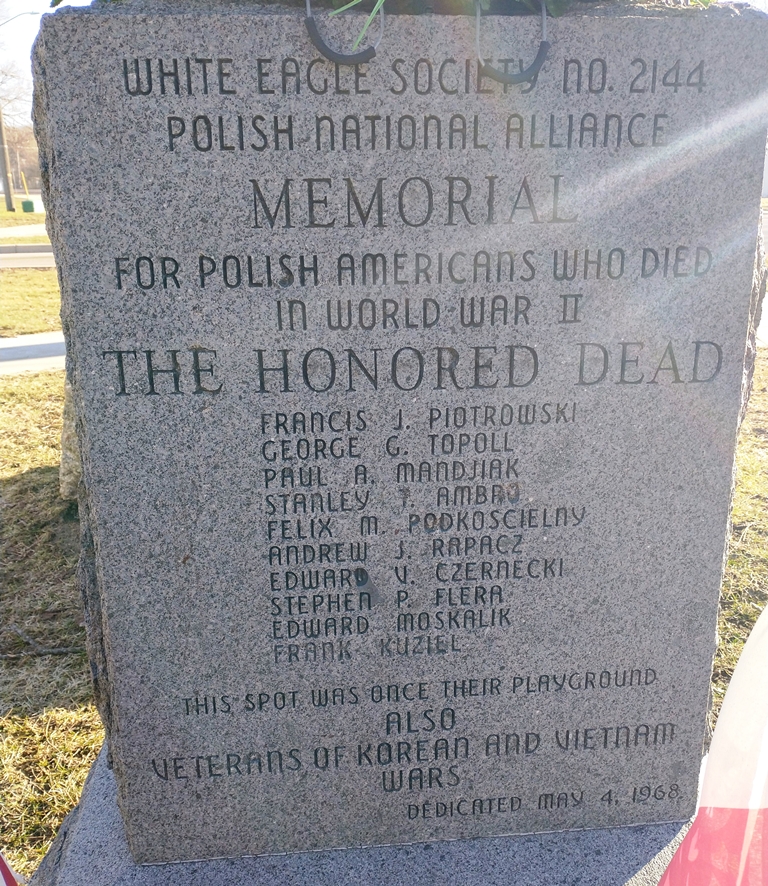 WHITE EAGLE SOCIETY NO. 2144
POLISH NATIONAL ALLIANCE
MEMORIAL
FOR POLISH AMERICANS WHO DIED
IN WORLD WAR II
THE HONORED DEAD
FRANCIS J. PIOTROWSKI
GEORGE G. TOPOLL
PAUL A. MANDJIAK
STANLEY
FELIX M. PODKOSCIELNY
ANDREW J. RAPACZ
EDWARD V. CZERNECKI
STEPHEN P. FLERA
EDWARD MOSKALIK
FRANK KUZIEL
THIS SPOT WAS ONCE THEIR PLAYGROUND
ALSO
VETERANS OF KOREAN AND VIETNAM
WARS
DEDICATED MAY 4, 1968.